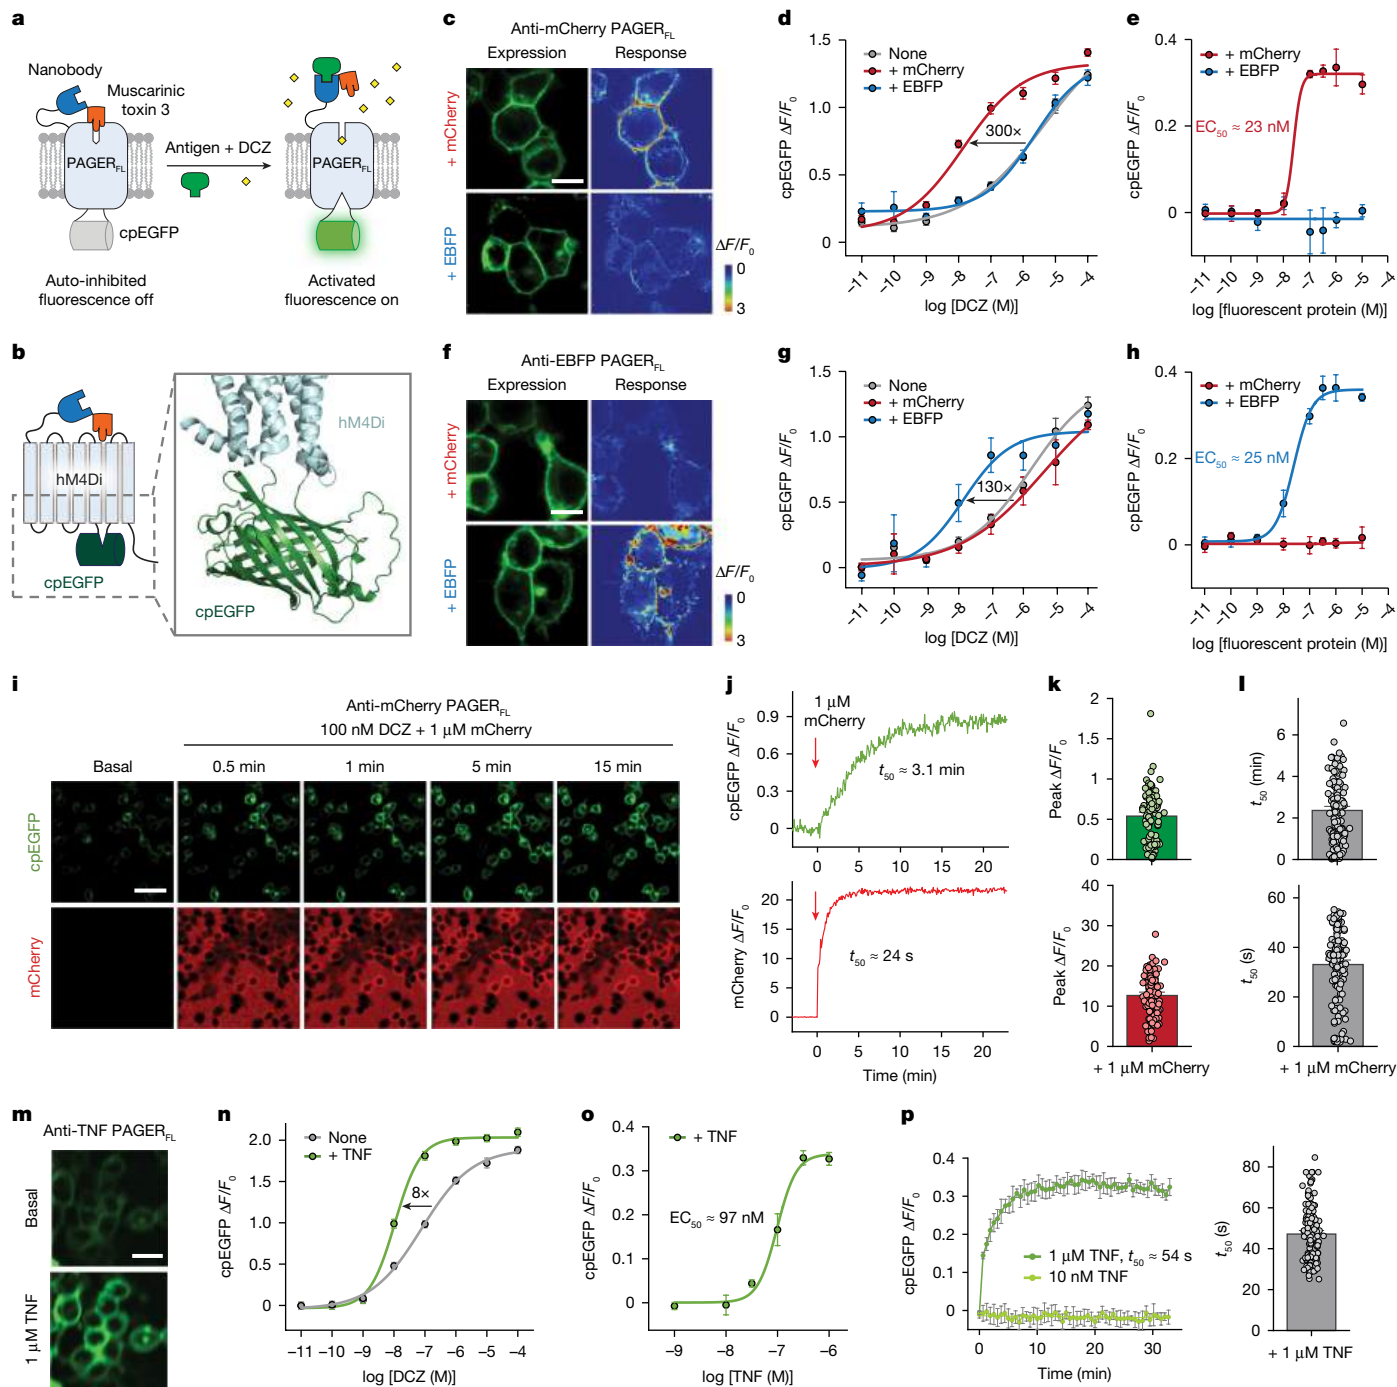 a
Nanobody
Muscarinic
toxin 3
PAGER_FL
Antigen + DCZ
PAGER_FL
cpEGFP
Auto-inhibited
fluorescence off
Activated
fluorescence on
b
hM4Di
cpEGFP
hM4Di
cpEGFP
c
Anti-mCherry PAGER_FL
Expression Response
+ mCherry
+ EBFP
ΔF/F₀
0
3
d
cpEGFP ΔF/F₀
1.5
1.0
0.5
0
None
+ mCherry
+ EBFP
300×
−11 −10 −9 −8 −7 −6 −5 −4
log [DCZ (M)]
e
cpEGFP ΔF/F₀
0.4
0.2
0
+ mCherry
+ EBFP
EC₅₀ ≈ 23 nM
−11 −10 −9 −8 −7 −6 −5 −4
log [fluorescent protein (M)]
f
Anti-EBFP PAGER_FL
Expression Response
+ mCherry
+ EBFP
ΔF/F₀
0
3
g
cpEGFP ΔF/F₀
1.5
1.0
0.5
0
None
+ mCherry
+ EBFP
130×
−11 −10 −9 −8 −7 −6 −5 −4
log [DCZ (M)]
h
cpEGFP ΔF/F₀
0.4
0.2
0
+ mCherry
+ EBFP
EC₅₀ ≈ 25 nM
−11 −10 −9 −8 −7 −6 −5 −4
log [fluorescent protein (M)]
i
Anti-mCherry PAGER_FL
100 nM DCZ + 1 μM mCherry
Basal 0.5 min 1 min 5 min 15 min
cpEGFP
mCherry
j
cpEGFP ΔF/F₀
0.9
0.6
0.3
0
1 μM
mCherry
t₅₀ ≈ 3.1 min
0 5 10 15 20
mCherry ΔF/F₀
20
15
10
5
0
t₅₀ ≈ 24 s
0 5 10 15 20
Time (min)
k
Peak ΔF/F₀
2
1.5
1
0.5
0
Peak ΔF/F₀
40
30
20
10
0
+ 1 μM mCherry
l
t₅₀ (min)
6
4
2
0
t₅₀ (s)
60
40
20
0
+ 1 μM mCherry
m
Anti-TNF PAGER_FL
Basal
1 μM TNF
n
cpEGFP ΔF/F₀
2.0
1.5
1.0
0.5
0
None
+ TNF
8×
−11 −10 −9 −8 −7 −6 −5 −4
log [DCZ (M)]
o
cpEGFP ΔF/F₀
0.4
0.3
0.2
0.1
0
+ TNF
EC₅₀ ≈ 97 nM
−9 −8 −7 −6
log [TNF (M)]
p
cpEGFP ΔF/F₀
0.4
0.3
0.2
0.1
0
1 μM TNF, t₅₀ ≈ 54 s
10 nM TNF
0 10 20 30
Time (min)
t₅₀ (s)
100
80
60
40
20
0
+ 1 μM TNF